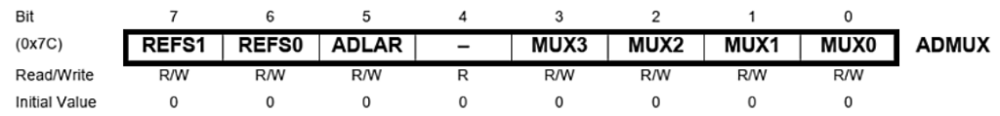 Bit 7 6 5 4 3 2 1 0
(0x7C) REFS1 REFS0 ADLAR – MUX3 MUX2 MUX1 MUX0 ADMUX
Read/Write R/W R/W R/W R R/W R/W R/W R/W
Initial Value 0 0 0 0 0 0 0 0